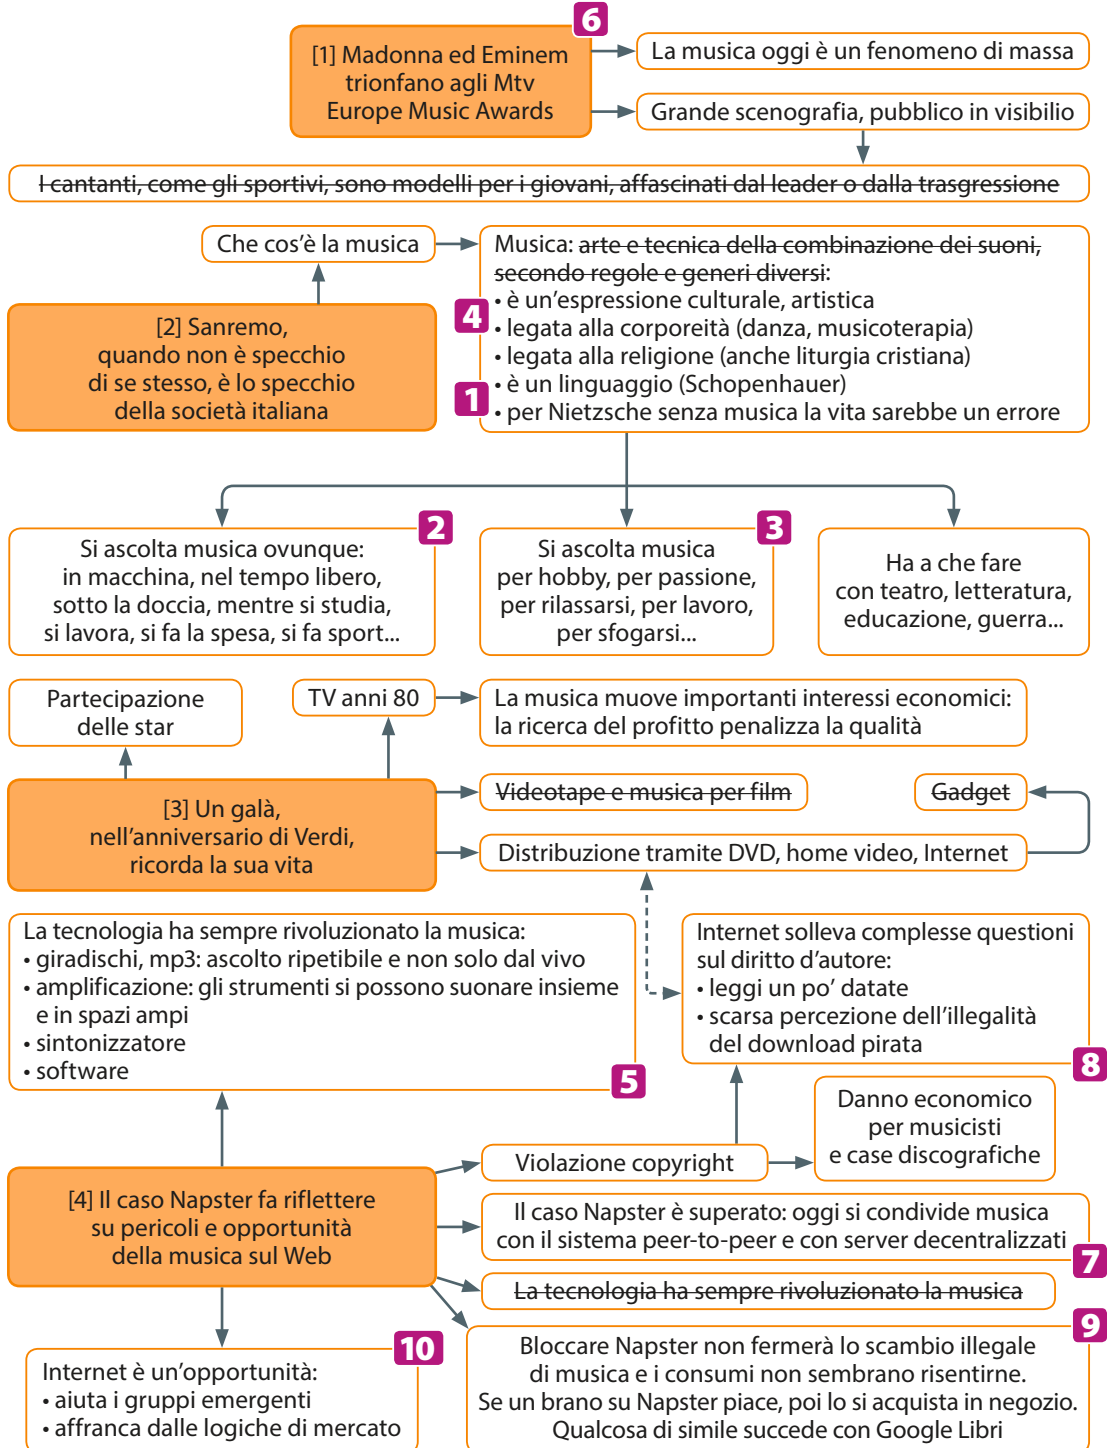 6
[1] Madonna ed Eminem
trionfano agli Mtv
Europe Music Awards
La musica oggi è un fenomeno di massa
Grande scenografia, pubblico in visibilio
I cantanti, come gli sportivi, sono modelli per i giovani, affascinati dal leader o dalla trasgressione
Che cos’è la musica
[2] Sanremo,
quando non è specchio
di se stesso, è lo specchio
della società italiana
Musica: arte e tecnica della combinazione dei suoni,
secondo regole e generi diversi:
• è un’espressione culturale, artistica
4
• legata alla corporeità (danza, musicoterapia)
• legata alla religione (anche liturgia cristiana)
• è un linguaggio (Schopenhauer)
1
• per Nietzsche senza musica la vita sarebbe un errore
2
Si ascolta musica ovunque:
in macchina, nel tempo libero,
sotto la doccia, mentre si studia,
si lavora, si fa la spesa, si fa sport...
3
Si ascolta musica
per hobby, per passione,
per rilassarsi, per lavoro,
per sfogarsi...
Ha a che fare
con teatro, letteratura,
educazione, guerra...
Partecipazione
delle star
TV anni 80
La musica muove importanti interessi economici:
la ricerca del profitto penalizza la qualità
[3] Un galà,
nell’anniversario di Verdi,
ricorda la sua vita
Videotape e musica per film
Gadget
Distribuzione tramite DVD, home video, Internet
La tecnologia ha sempre rivoluzionato la musica:
• giradischi, mp3: ascolto ripetibile e non solo dal vivo
• amplificazione: gli strumenti si possono suonare insieme
e in spazi ampi
• sintonizzatore
• software
5
Internet solleva complesse questioni
sul diritto d’autore:
• leggi un po’ datate
• scarsa percezione dell’illegalità
del download pirata
8
Danno economico
per musicisti
e case discografiche
Violazione copyright
[4] Il caso Napster fa riflettere
su pericoli e opportunità
della musica sul Web
Il caso Napster è superato: oggi si condivide musica
con il sistema peer-to-peer e con server decentralizzati
7
La tecnologia ha sempre rivoluzionato la musica
9
Bloccare Napster non fermerà lo scambio illegale
di musica e i consumi non sembrano risentirne.
Se un brano su Napster piace, poi lo si acquista in negozio.
Qualcosa di simile succede con Google Libri
10
Internet è un’opportunità:
• aiuta i gruppi emergenti
• affranca dalle logiche di mercato